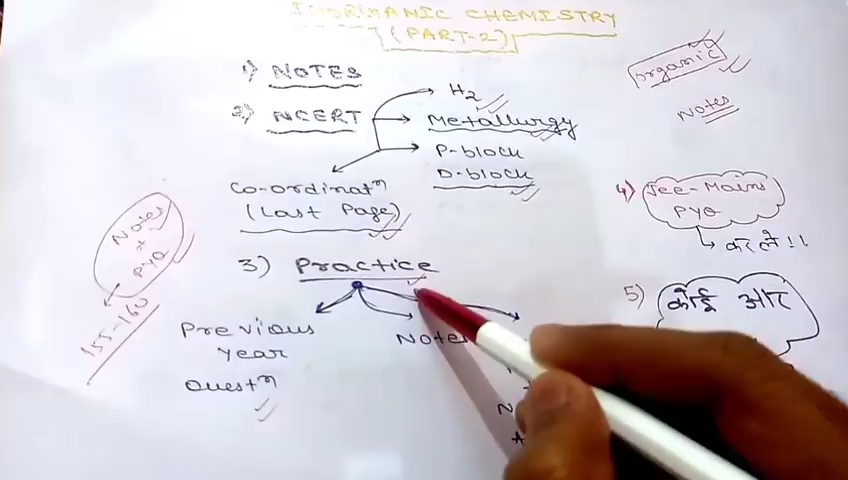 INORGANIC CHEMISTRY
(PART-2)
1) NOTES
2) NCERT
H2
Metallurgy
P-block
D-block
Co-ordinatn
(Last Page)
3) Practice
Previous
year
Questn
Notes
Notes
+
PYQ
155-160
organic
Notes
4) Jee-Mains
PYQ
कर लो !!
5) कोई और